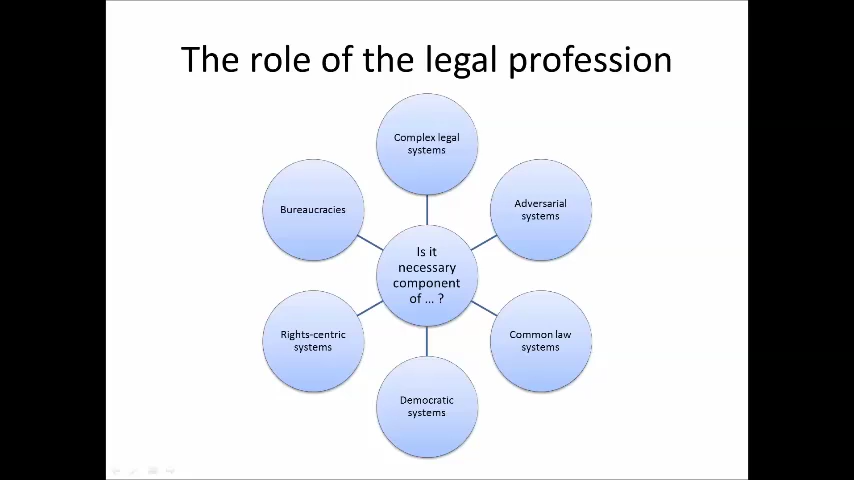 The role of the legal profession
Complex legal
systems
Adversarial
systems
Common law
systems
Democratic
systems
Rights-centric
systems
Bureaucracies
Is it
necessary
component
of ... ?